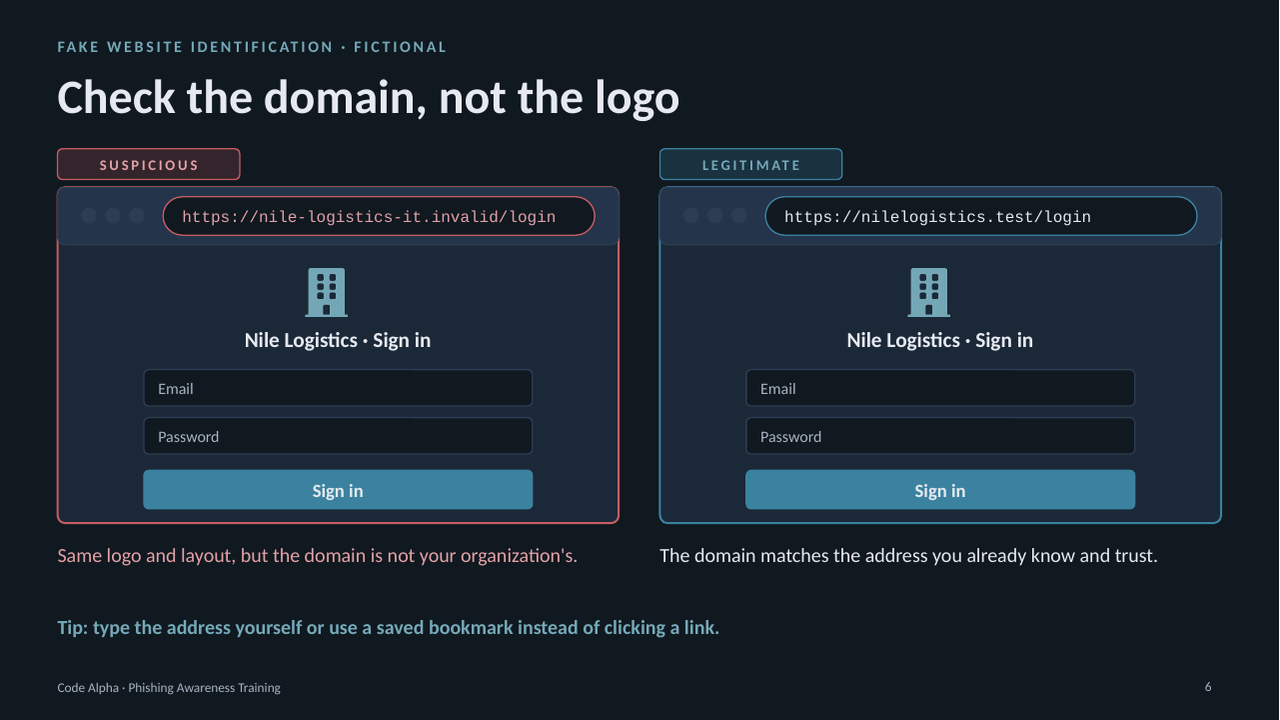 FAKE WEBSITE IDENTIFICATION · FICTIONAL
Check the domain, not the logo
SUSPICIOUS
https://nile-logistics-it.invalid/login
Nile Logistics · Sign in
Email
Password
Sign in
Same logo and layout, but the domain is not your organization's.
LEGITIMATE
https://nilelogistics.test/login
Nile Logistics · Sign in
Email
Password
Sign in
The domain matches the address you already know and trust.
Tip: type the address yourself or use a saved bookmark instead of clicking a link.
Code Alpha · Phishing Awareness Training
6